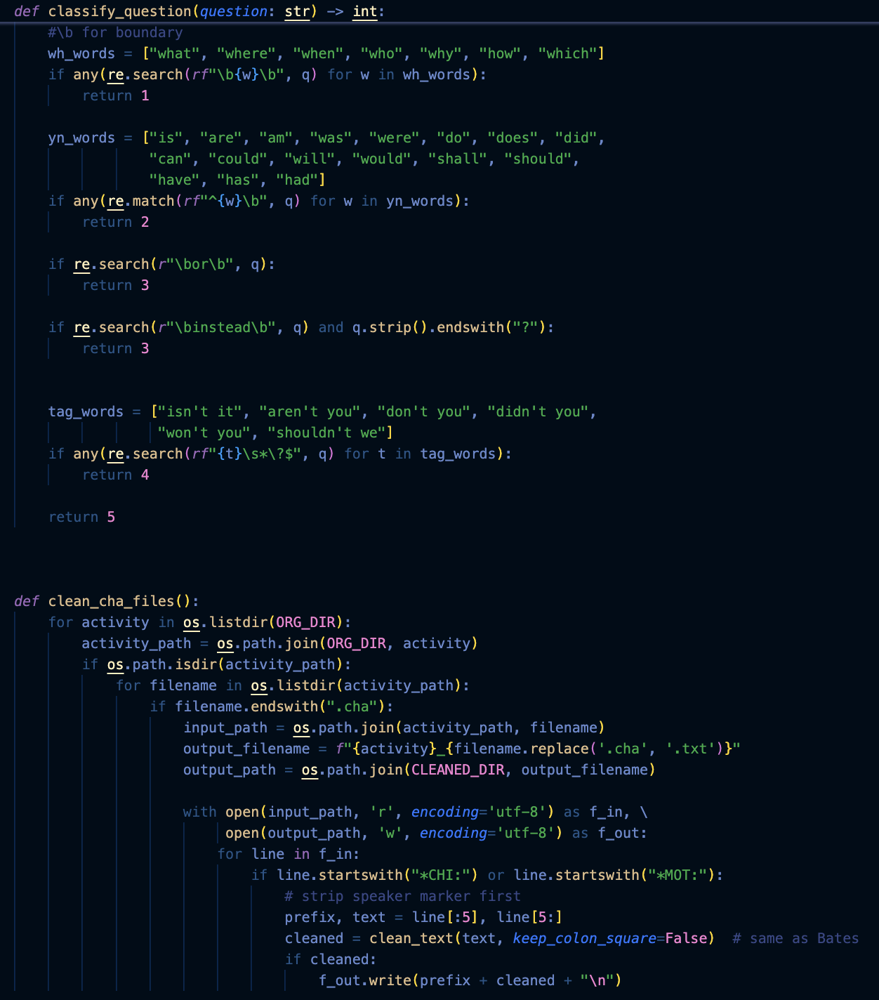 def classify_question(question: str) -> int:
    #\b for boundary
    wh_words = ["what", "where", "when", "who", "why", "how", "which"]
    if any(re.search(rf"\b{w}\b", q) for w in wh_words):
        return 1

    yn_words = ["is", "are", "am", "was", "were", "do", "does", "did",
                "can", "could", "will", "would", "shall", "should",
                "have", "has", "had"]
    if any(re.match(rf"^{w}\b", q) for w in yn_words):
        return 2

    if re.search(r"\bor\b", q):
        return 3

    if re.search(r"\binstead\b", q) and q.strip().endswith("?"):
        return 3


    tag_words = ["isn't it", "aren't you", "don't you", "didn't you",
                 "won't you", "shouldn't we"]
    if any(re.search(rf"{t}\s*\?$", q) for t in tag_words):
        return 4

    return 5



def clean_cha_files():
    for activity in os.listdir(ORG_DIR):
        activity_path = os.path.join(ORG_DIR, activity)
        if os.path.isdir(activity_path):
            for filename in os.listdir(activity_path):
                if filename.endswith(".cha"):
                    input_path = os.path.join(activity_path, filename)
                    output_filename = f"{activity}_{filename.replace('.cha', '.txt')}"
                    output_path = os.path.join(CLEANED_DIR, output_filename)

                    with open(input_path, 'r', encoding='utf-8') as f_in, \
                         open(output_path, 'w', encoding='utf-8') as f_out:
                        for line in f_in:
                            if line.startswith("*CHI:") or line.startswith("*MOT:"):
                                # strip speaker marker first
                                prefix, text = line[:5], line[5:]
                                cleaned = clean_text(text, keep_colon_square=False)  # same as Bates
                                if cleaned:
                                    f_out.write(prefix + cleaned + "\n")